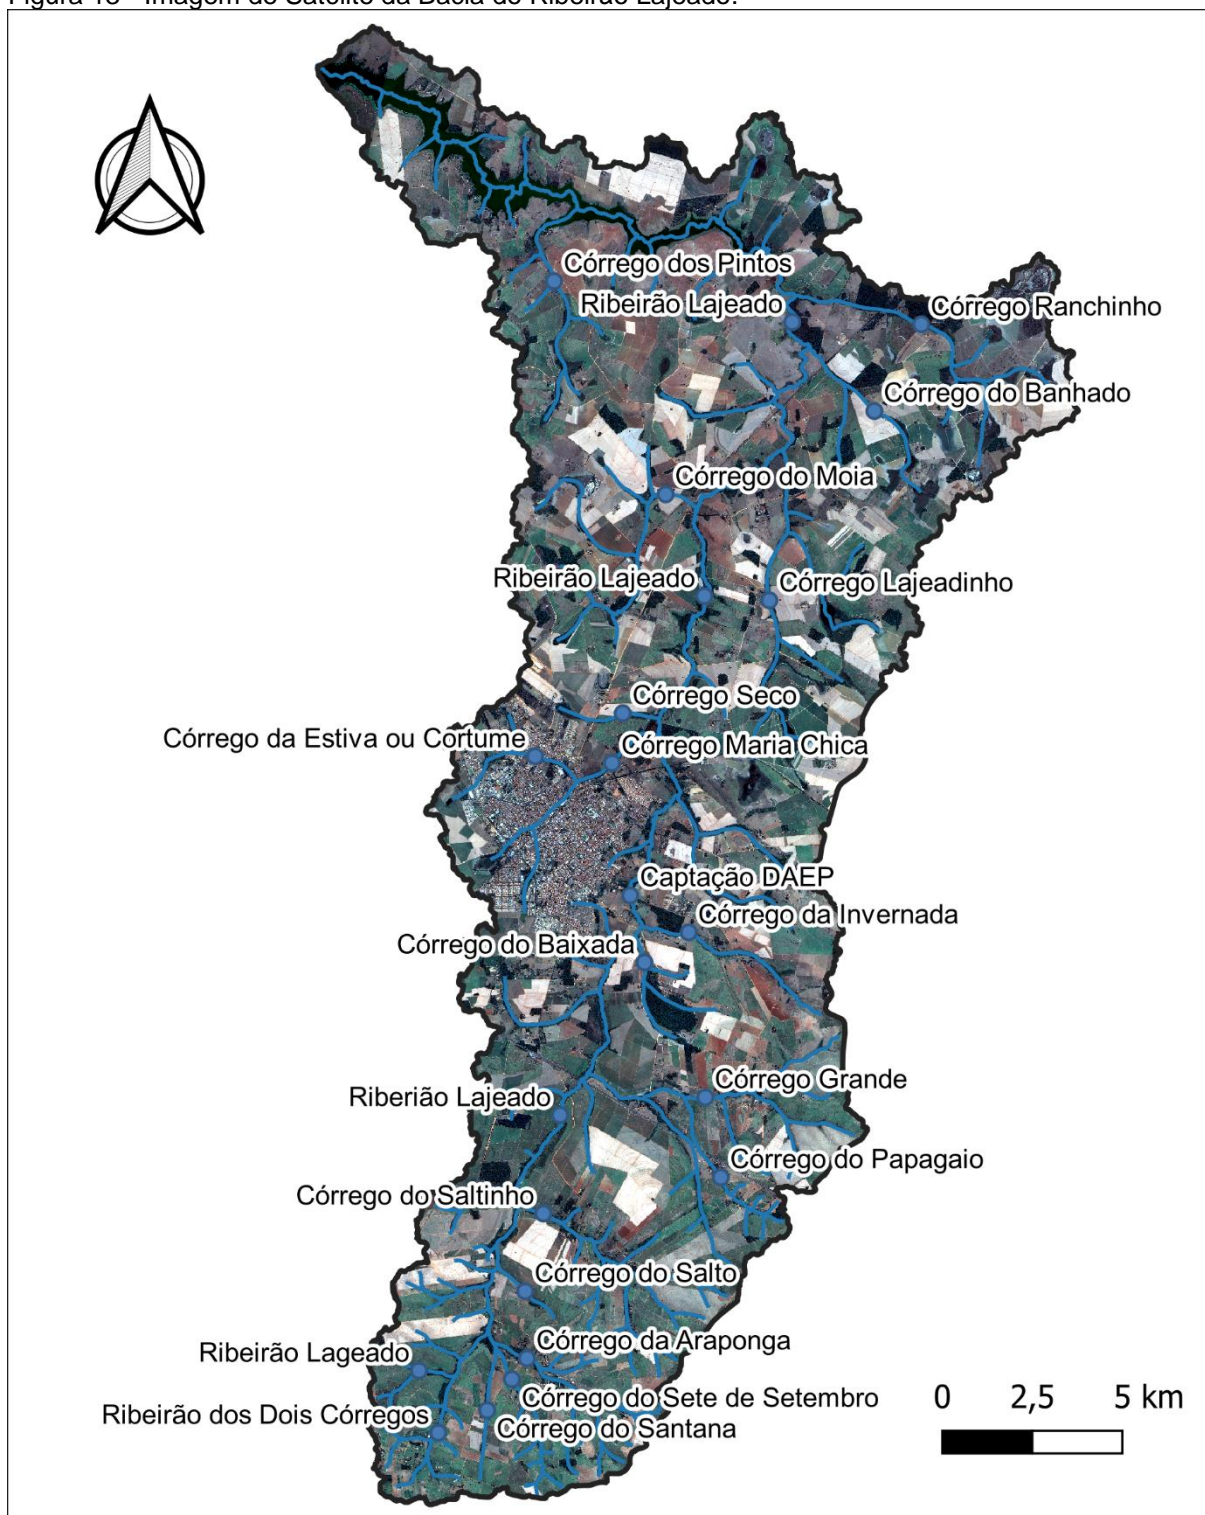 Figura 18 - Imagem de Satélite da Bacia do Ribeirão Lajeado.
Córrego dos Pintos
Ribeirão Lajeado
Córrego Ranchinho
Córrego do Banhado
Córrego do Moia
Ribeirão Lajeado
Córrego Lajeadinho
Córrego Seco
Córrego da Estiva ou Cortume
Córrego Maria Chica
Captação DAEP
Córrego da Invernada
Córrego do Baixada
Córrego Grande
Riberião Lajeado
Córrego do Papagaio
Córrego do Saltinho
Córrego do Salto
Córrego da Araponga
Ribeirão Lageado
Córrego do Sete de Setembro
Ribeirão dos Dois Córregos
Córrego do Santana
0 2,5 5 km